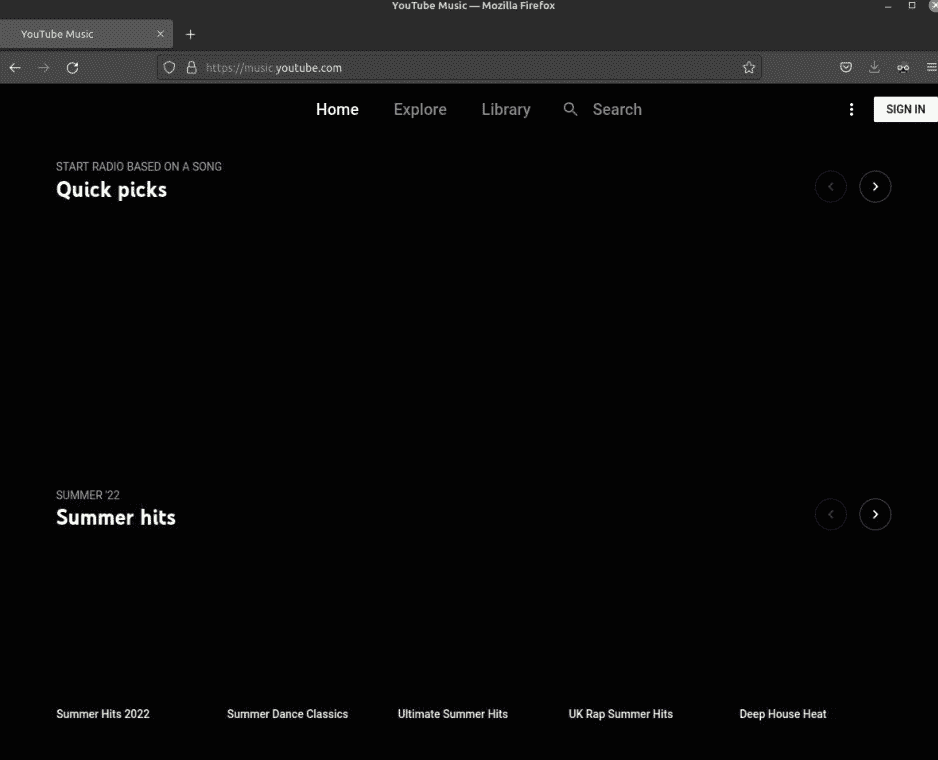 YouTube Music — Mozilla Firefox
YouTube Music
https://music.youtube.com
Home Explore Library Search
SIGN IN
START RADIO BASED ON A SONG
Quick picks
SUMMER '22
Summer hits
Summer Hits 2022 Summer Dance Classics Ultimate Summer Hits UK Rap Summer Hits Deep House Heat